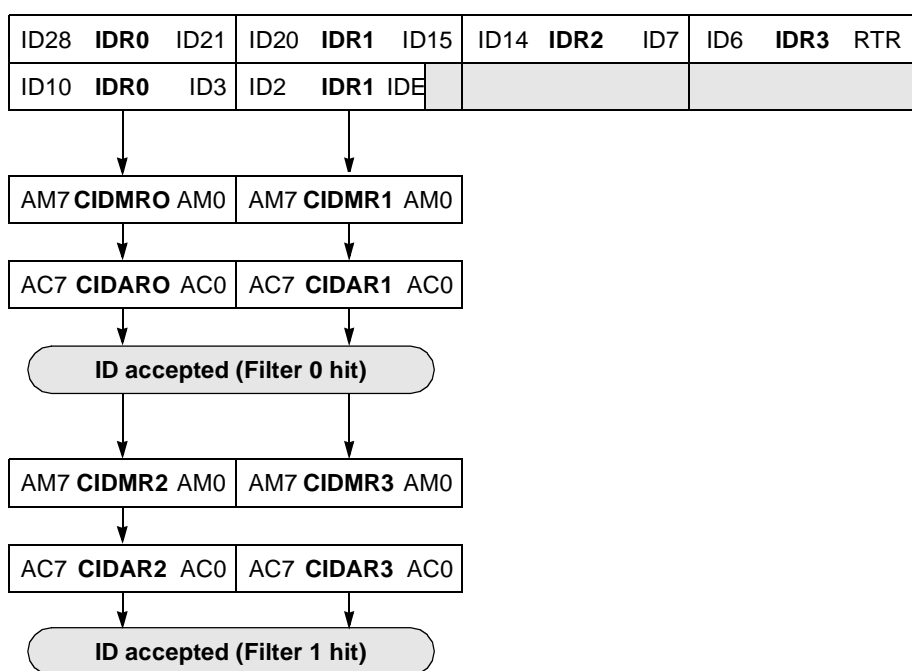 ID28 IDR0 ID21 ID20 IDR1 ID15 ID14 IDR2 ID7 ID6 IDR3 RTR
ID10 IDR0 ID3 ID2 IDR1 IDE
AM7 CIDMRO AM0 AM7 CIDMR1 AM0
AC7 CIDARO AC0 AC7 CIDAR1 AC0
ID accepted (Filter 0 hit)
AM7 CIDMR2 AM0 AM7 CIDMR3 AM0
AC7 CIDAR2 AC0 AC7 CIDAR3 AC0
ID accepted (Filter 1 hit)